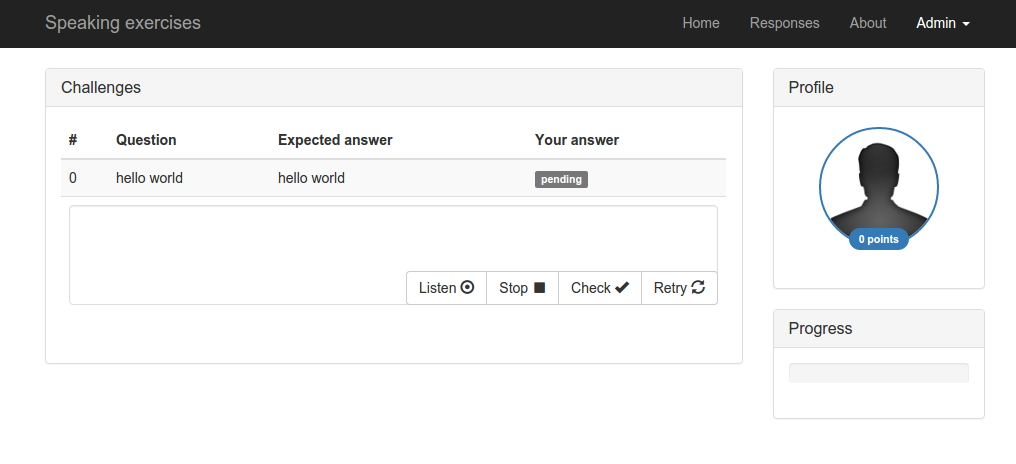 Speaking exercises Home Responses About Admin
Challenges
# Question Expected answer Your answer
0 hello world hello world pending
Listen Stop Check Retry
Profile
0 points
Progress